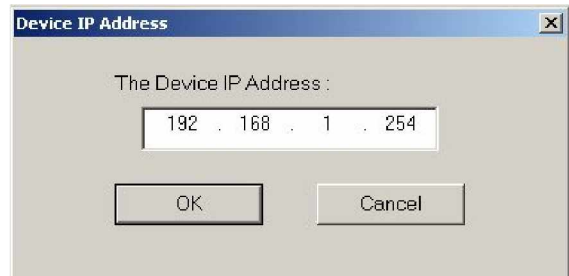 Device IP Address
The Device IP Address :
192 . 168 . 1 . 254
OK Cancel